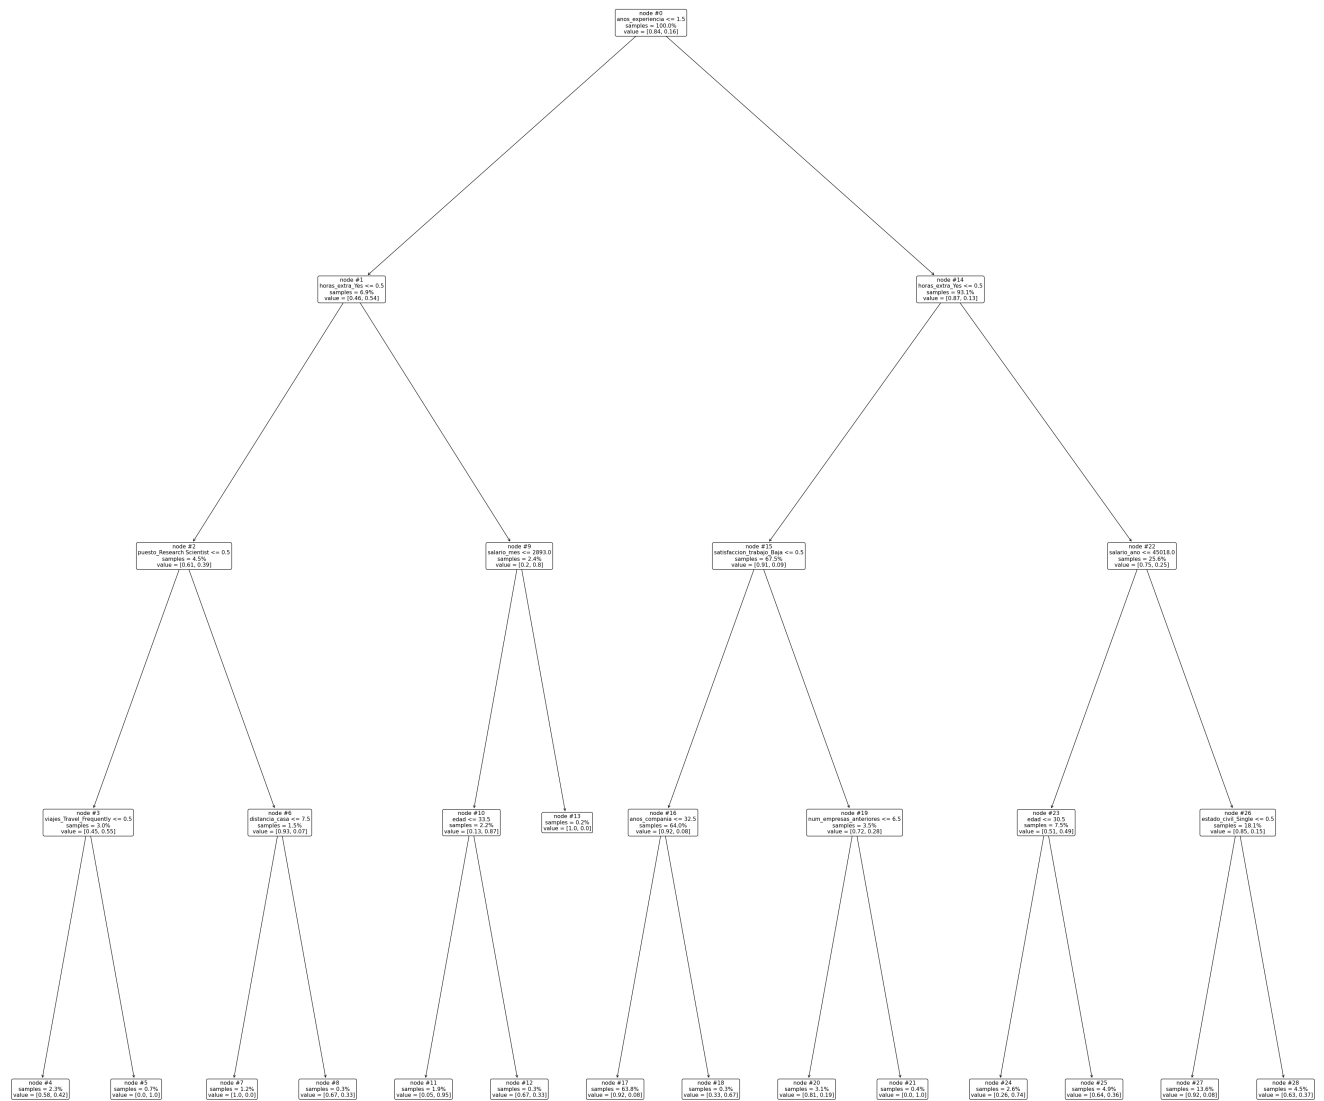 node #0
anos_experiencia <= 1.5
samples = 100.0%
value = [0.84, 0.16]
node #1
horas_extra_Yes <= 0.5
samples = 6.9%
value = [0.46, 0.54]
node #14
horas_extra_Yes <= 0.5
samples = 93.1%
value = [0.87, 0.13]
node #2
puesto_Research Scientist <= 0.5
samples = 4.5%
value = [0.61, 0.39]
node #9
salario_mes <= 2893.0
samples = 2.4%
value = [0.2, 0.8]
node #15
satisfaccion_trabajo_Baja <= 0.5
samples = 67.5%
value = [0.91, 0.09]
node #22
salario_ano <= 45018.0
samples = 25.6%
value = [0.75, 0.25]
node #3
viajes_Travel_Frequently <= 0.5
samples = 3.0%
value = [0.45, 0.55]
node #6
distancia_casa <= 7.5
samples = 1.5%
value = [0.93, 0.07]
node #10
edad <= 33.5
samples = 2.2%
value = [0.13, 0.87]
node #13
samples = 0.2%
value = [1.0, 0.0]
node #16
anos_compania <= 32.5
samples = 64.0%
value = [0.92, 0.08]
node #19
num_empresas_anteriores <= 6.5
samples = 3.5%
value = [0.72, 0.28]
node #23
edad <= 30.5
samples = 7.5%
value = [0.51, 0.49]
node #26
estado_civil_Single <= 0.5
samples = 18.1%
value = [0.85, 0.15]
node #4
samples = 2.3%
value = [0.58, 0.42]
node #5
samples = 0.7%
value = [0.0, 1.0]
node #7
samples = 1.2%
value = [1.0, 0.0]
node #8
samples = 0.3%
value = [0.67, 0.33]
node #11
samples = 1.9%
value = [0.05, 0.95]
node #12
samples = 0.3%
value = [0.67, 0.33]
node #17
samples = 63.8%
value = [0.92, 0.08]
node #18
samples = 0.3%
value = [0.33, 0.67]
node #20
samples = 3.1%
value = [0.81, 0.19]
node #21
samples = 0.4%
value = [0.0, 1.0]
node #24
samples = 2.6%
value = [0.26, 0.74]
node #25
samples = 4.9%
value = [0.64, 0.36]
node #27
samples = 13.6%
value = [0.92, 0.08]
node #28
samples = 4.5%
value = [0.63, 0.37]